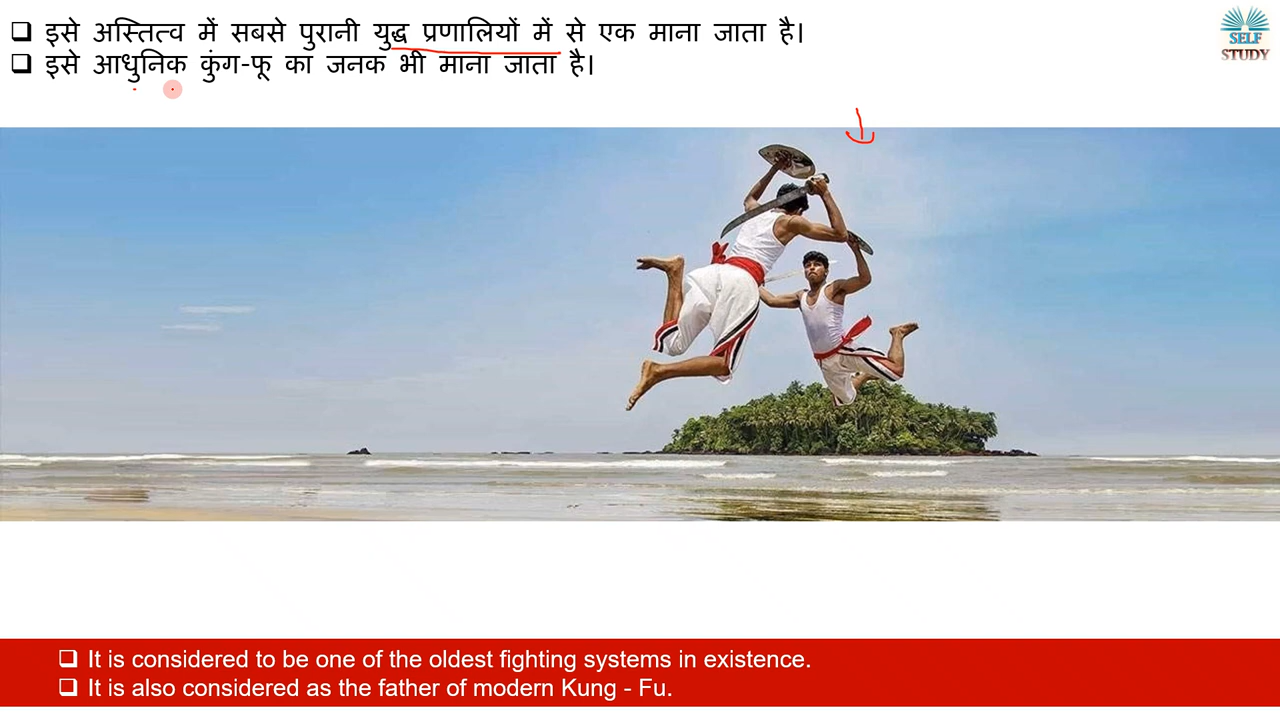 ❑ इसे अस्तित्व में सबसे पुरानी युद्ध प्रणालियों में से एक माना जाता है।
❑ इसे आधुनिक कुंग-फू का जनक भी माना जाता है।
SELF
STUDY
❑ It is considered to be one of the oldest fighting systems in existence.
❑ It is also considered as the father of modern Kung - Fu.